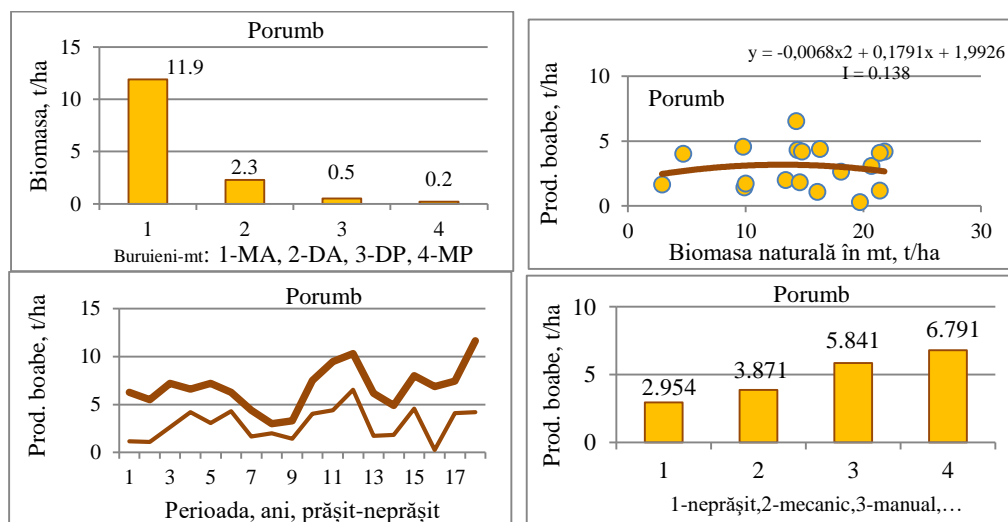 Porumb
Biomasa, t/ha
15
10
5
0
11.9
2.3
0.5
0.2
1 2 3 4
Buruieni-mt: 1-MA, 2-DA, 3-DP, 4-MP
y = -0,0068x2 + 0,1791x + 1,9926
I = 0.138
Porumb
Prod. boabe, t/ha
10
5
0
0 10 20 30
Biomasa naturală în mt, t/ha
Porumb
Prod. boabe, t/ha
15
10
5
0
1 3 5 7 9 11 13 15 17
Perioada, ani, prășit-neprășit
Porumb
Prod. boabe, t/ha
10
5
0
2.954
3.871
5.841
6.791
1 2 3 4
1-neprășit,2-mecanic,3-manual,…